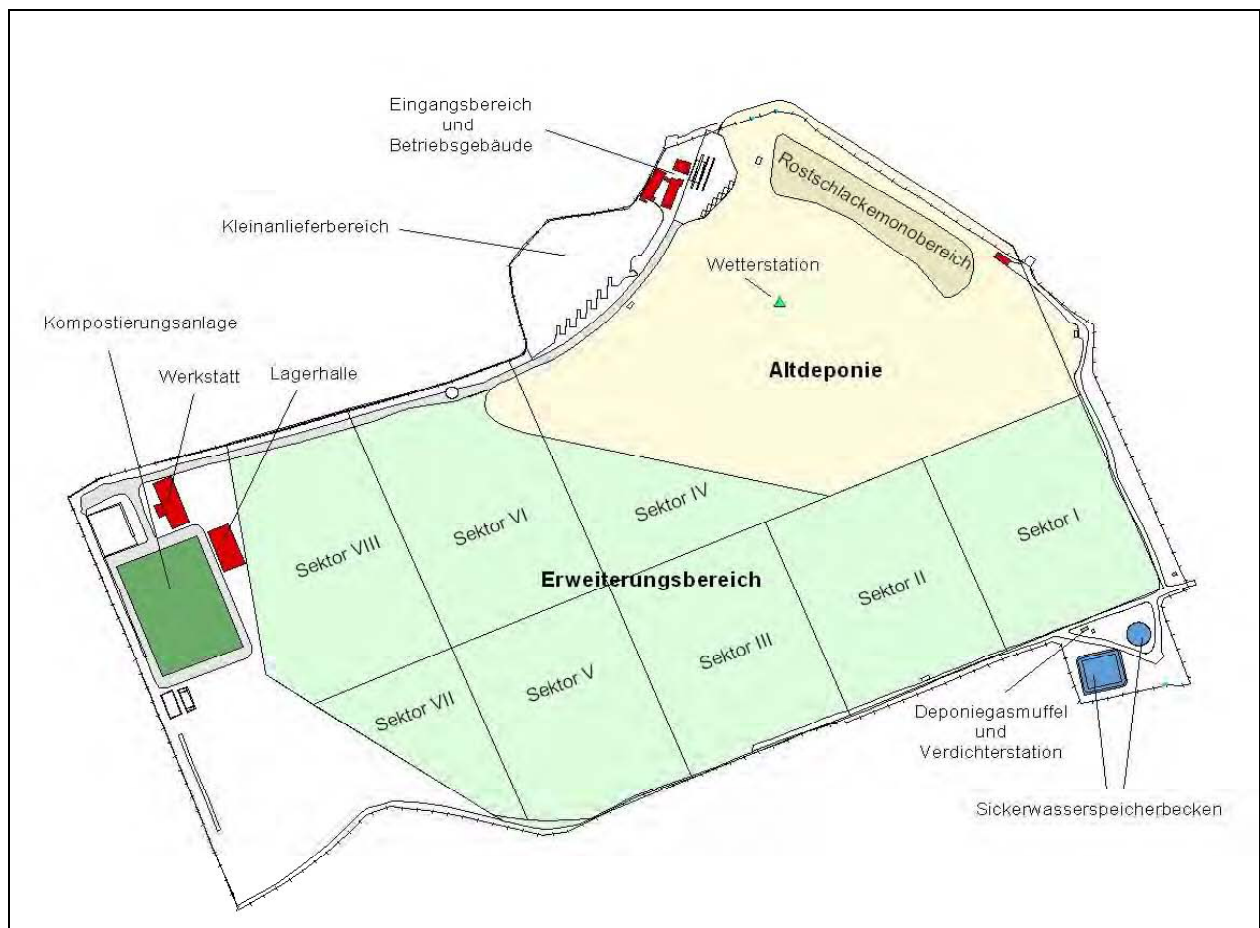 Eingangsbereich
und
Betriebsgebäude
Rostschlackemonobereich
Kleinanlieferbereich
Wetterstation
Kompostierungsanlage
Werkstatt
Lagerhalle
Altdeponie
Sektor IV
Sektor I
Sektor VI
Sektor VIII
Erweiterungsbereich
Sektor II
Sektor III
Sektor V
Sektor VII
Deponiegasmuffel
und
Verdichterstation
Sickerwasserspeicherbecken